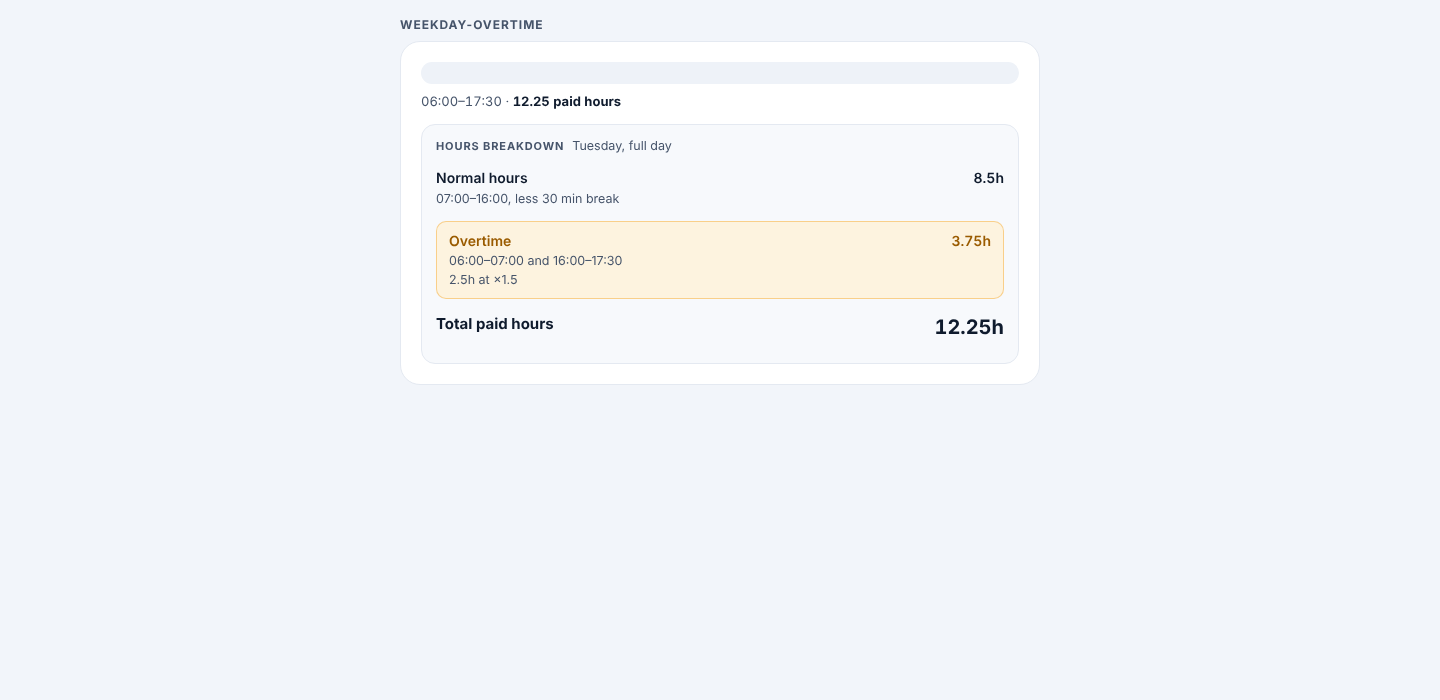 WEEKDAY-OVERTIME
06:00–17:30 · 12.25 paid hours
HOURS BREAKDOWN Tuesday, full day
Normal hours 8.5h
07:00–16:00, less 30 min break
Overtime 3.75h
06:00–07:00 and 16:00–17:30
2.5h at ×1.5
Total paid hours 12.25h